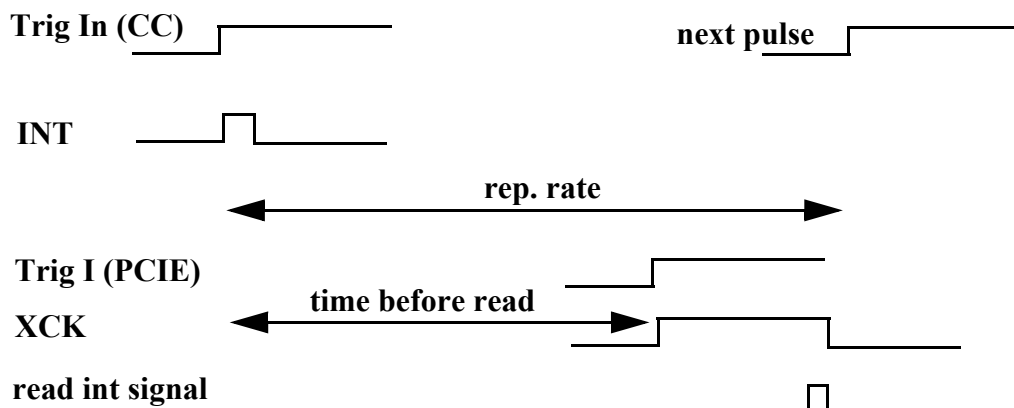 Trig In (CC)
next pulse
INT
rep. rate
Trig I (PCIE)
time before read
XCK
read int signal